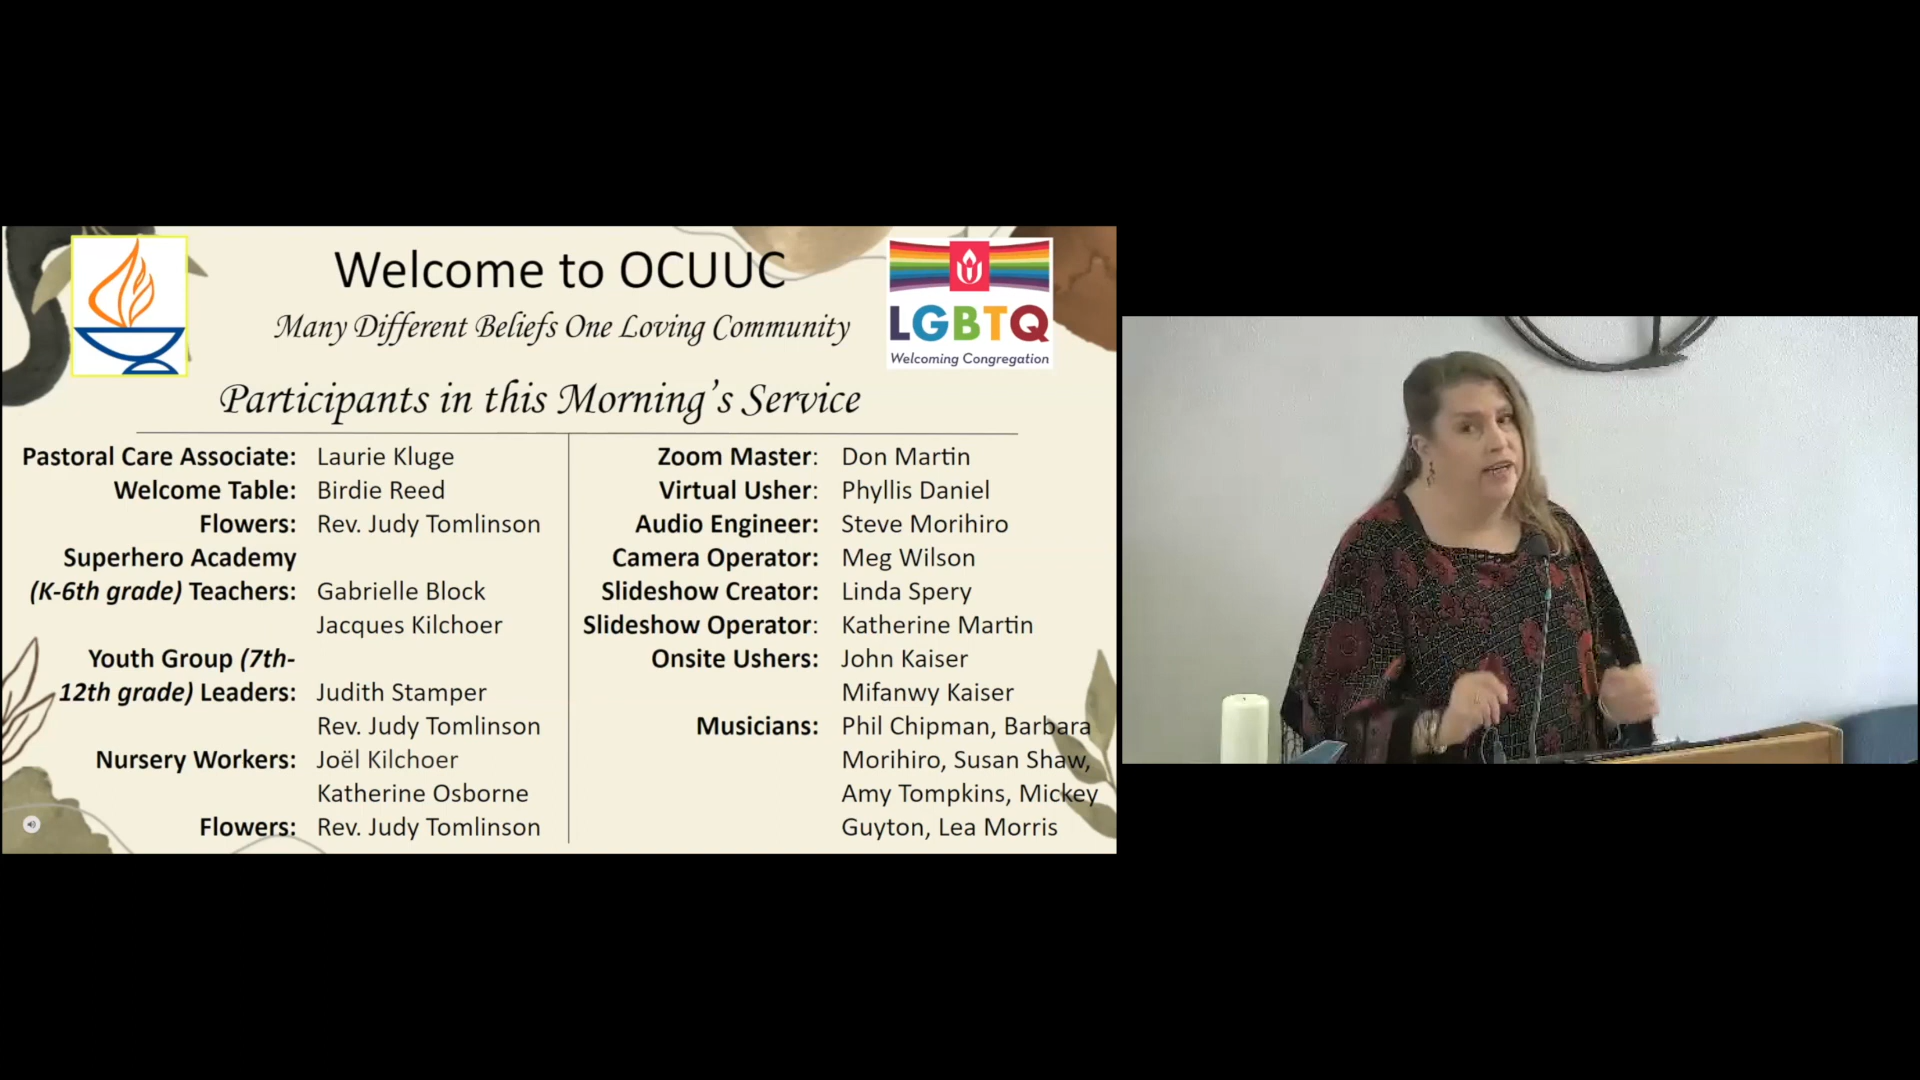 Welcome to OCUUC
Many Different Beliefs One Loving Community
LGBTQ
Welcoming Congregation
Participants in this Morning's Service
Pastoral Care Associate: Laurie Kluge
Welcome Table: Birdie Reed
Flowers: Rev. Judy Tomlinson
Superhero Academy
(K-6th grade) Teachers: Gabrielle Block
Jacques Kilchoer
Youth Group (7th-
12th grade) Leaders: Judith Stamper
Rev. Judy Tomlinson
Nursery Workers: Joël Kilchoer
Katherine Osborne
Flowers: Rev. Judy Tomlinson
Zoom Master: Don Martin
Virtual Usher: Phyllis Daniel
Audio Engineer: Steve Morihiro
Camera Operator: Meg Wilson
Slideshow Creator: Linda Spery
Slideshow Operator: Katherine Martin
Onsite Ushers: John Kaiser
Mifanwy Kaiser
Musicians: Phil Chipman, Barbara
Morihiro, Susan Shaw,
Amy Tompkins, Mickey
Guyton, Lea Morris